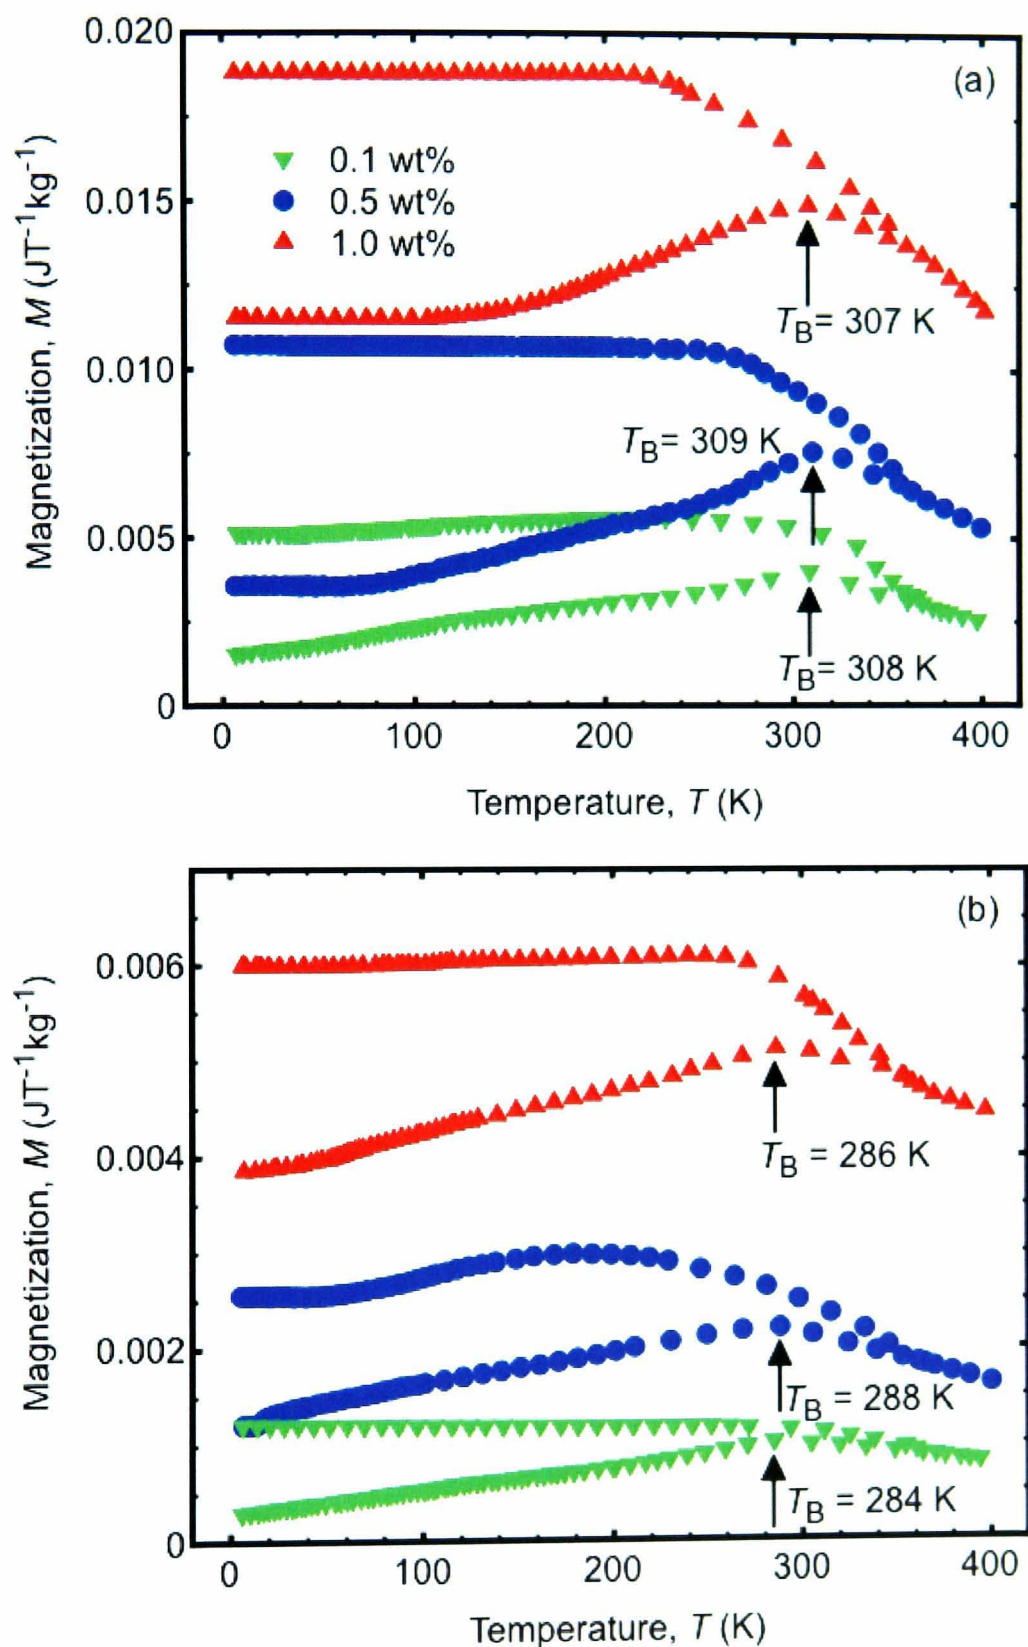 (a)
0.020
0.015
0.010
0.005
0
Magnetization, M (JT⁻¹kg⁻¹)
0.1 wt%
0.5 wt%
1.0 wt%
T_B= 307 K
T_B= 309 K
T_B= 308 K
0 100 200 300 400
Temperature, T (K)
(b)
0.006
0.004
0.002
0
Magnetization, M (JT⁻¹kg⁻¹)
T_B = 286 K
T_B = 288 K
T_B = 284 K
0 100 200 300 400
Temperature, T (K)